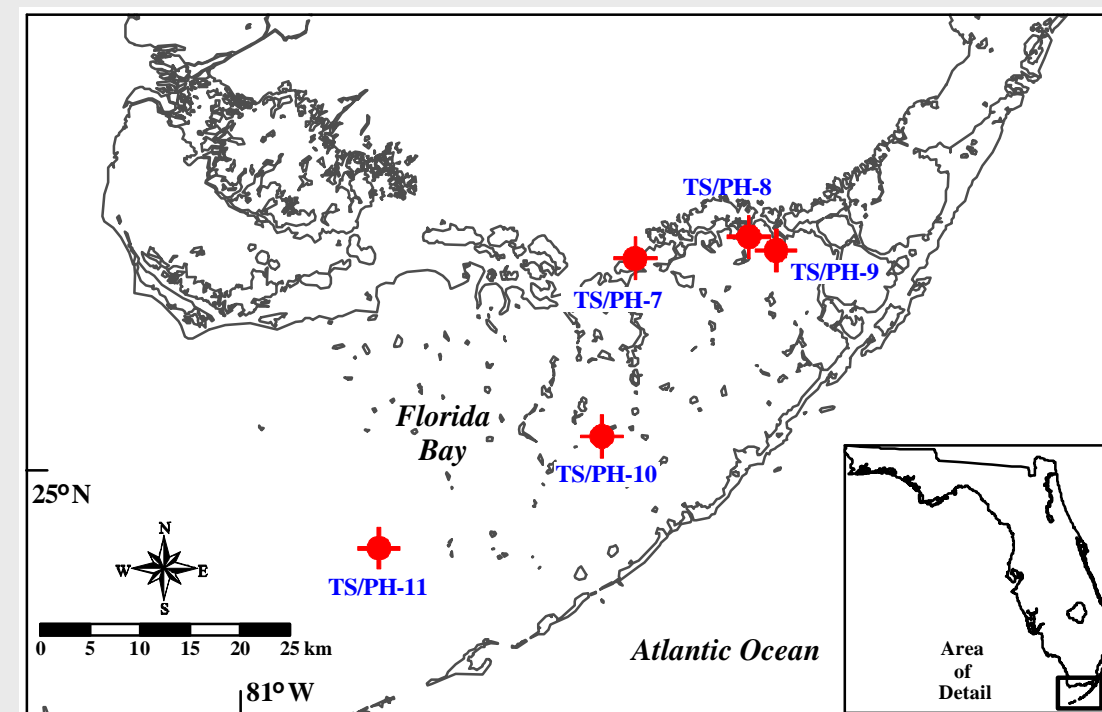 TS/PH-8
TS/PH-9
TS/PH-7
Florida
Bay
TS/PH-10
25°N
N
W
E
S
TS/PH-11
0 5 10 15 20 25 km
81°W
Atlantic Ocean
Area
of
Detail